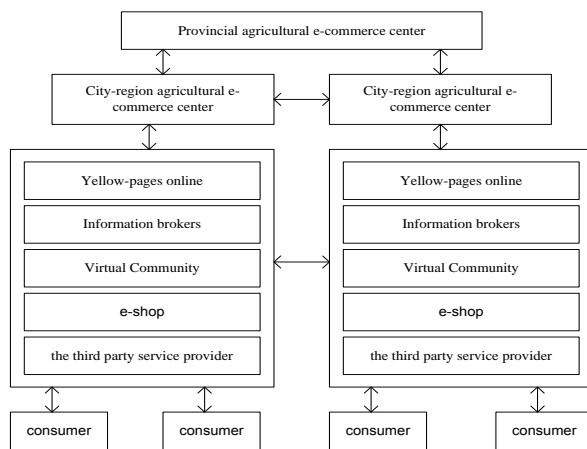 Provincial agricultural e-commerce center
City-region agricultural e-
commerce center
City-region agricultural e-
commerce center
Yellow-pages online
Information brokers
Virtual Community
e-shop
the third party service provider
Yellow-pages online
Information brokers
Virtual Community
e-shop
the third party service provider
consumer
consumer
consumer
consumer